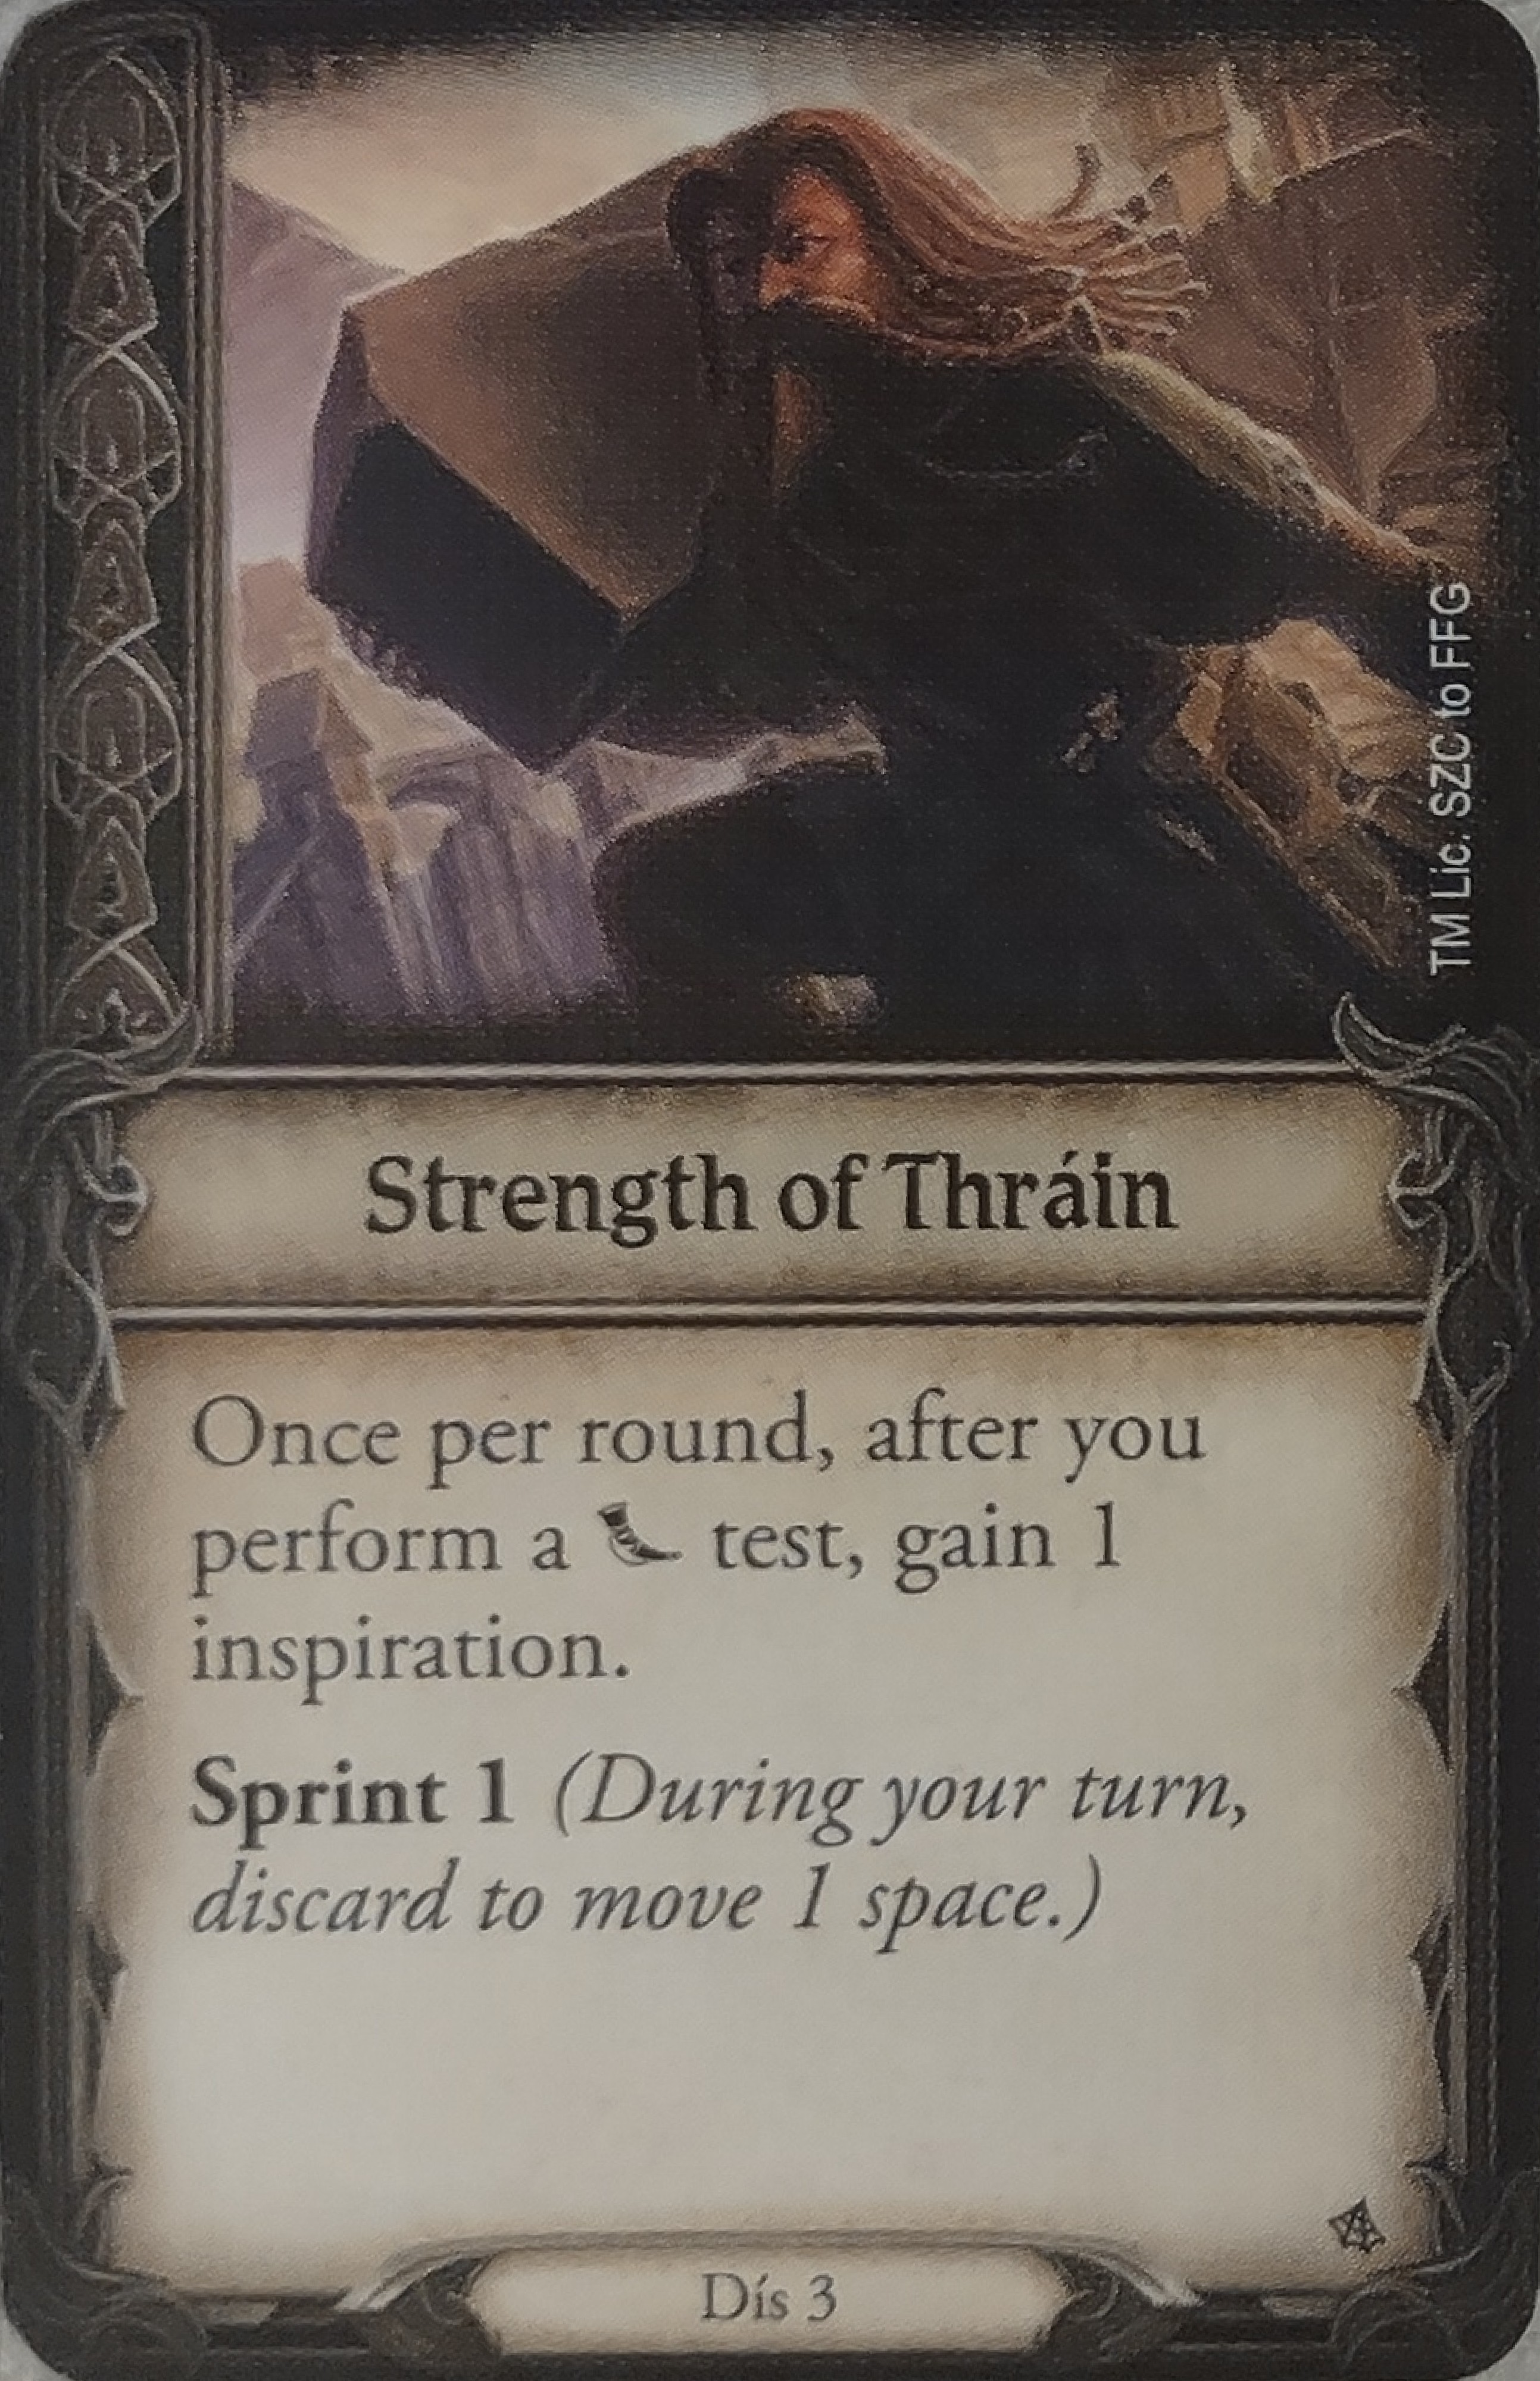 TM Lic. SZC to FFG
Strength of Thráin
Once per round, after you
perform a test, gain 1
inspiration.
Sprint 1 (During your turn,
discard to move 1 space.)
Dís 3